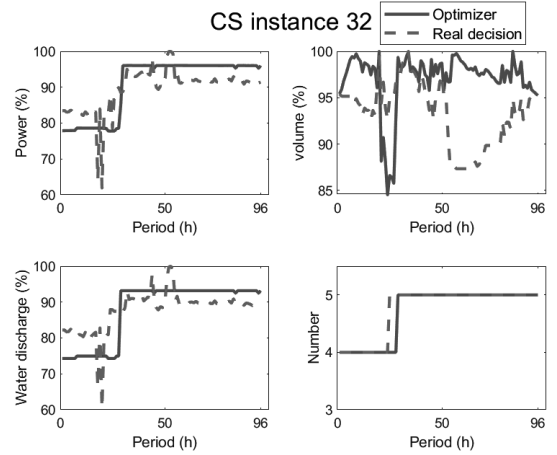 CS instance 32
Optimizer
Real decision
Power (%)
100
90
80
70
60
0
50
96
Period (h)
volume (%)
100
95
90
85
0
50
96
Period (h)
Water discharge (%)
100
90
80
70
60
0
50
96
Period (h)
Number
6
5
4
3
0
50
96
Period (h)